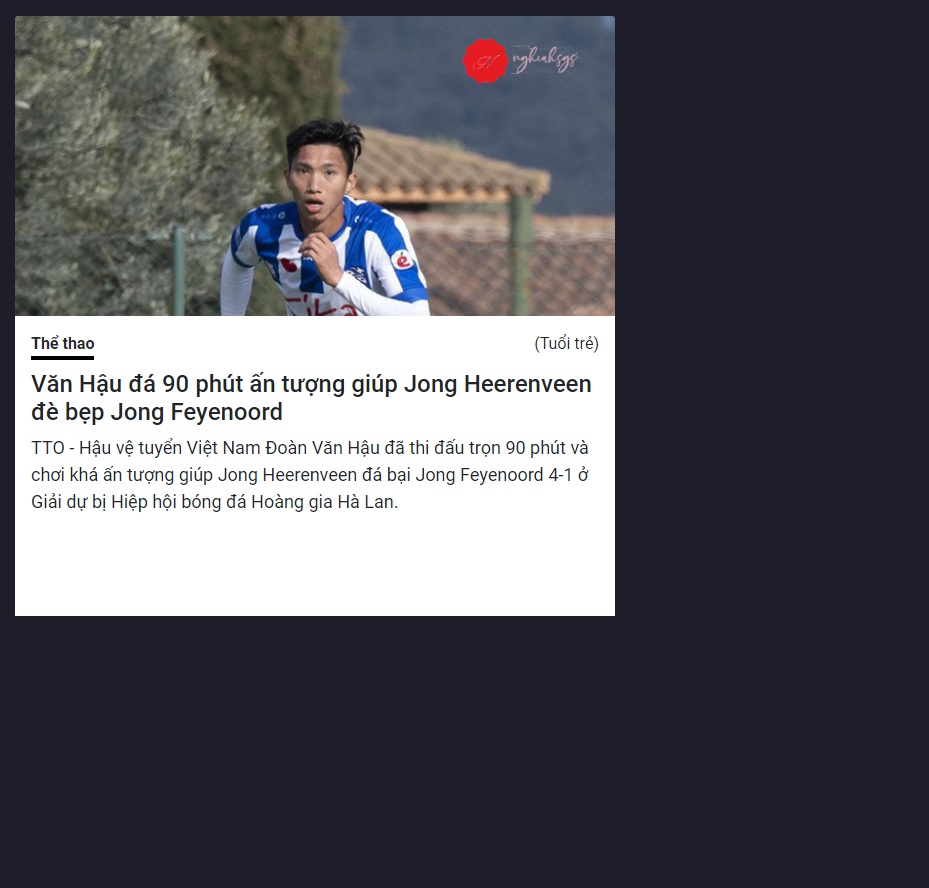 Thể thao
(Tuổi trẻ)
Văn Hậu đá 90 phút ấn tượng giúp Jong Heerenveen
đè bẹp Jong Feyenoord
TTO - Hậu vệ tuyển Việt Nam Đoàn Văn Hậu đã thi đấu trọn 90 phút và
chơi khá ấn tượng giúp Jong Heerenveen đá bại Jong Feyenoord 4-1 ở
Giải dự bị Hiệp hội bóng đá Hoàng gia Hà Lan.